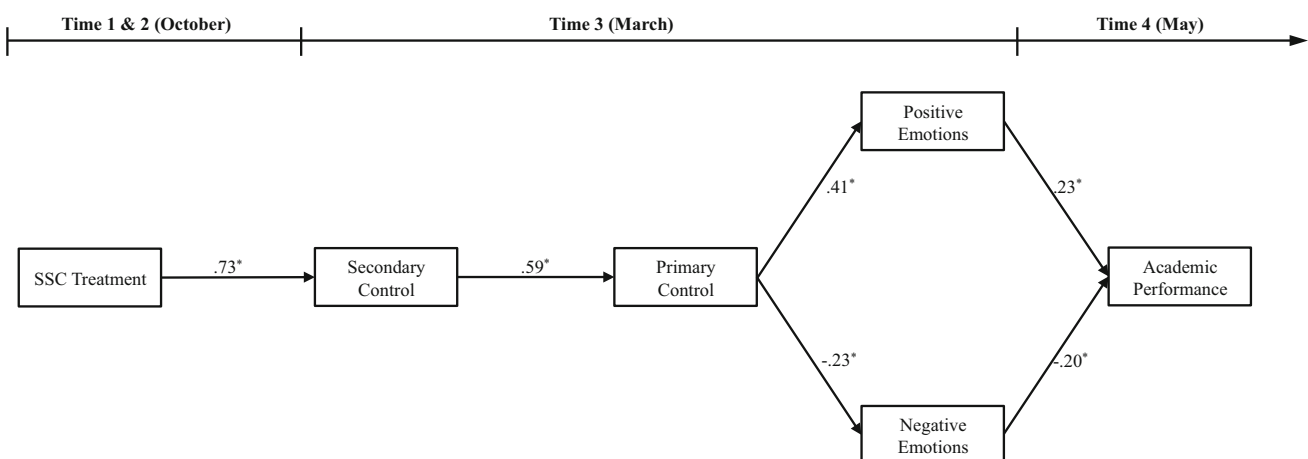 Time 1 & 2 (October)
Time 3 (March)
Time 4 (May)
Positive
Emotions
.41*
.23*
SSC Treatment
.73*
Secondary
Control
.59*
Primary
Control
Academic
Performance
-.23*
-.20*
Negative
Emotions